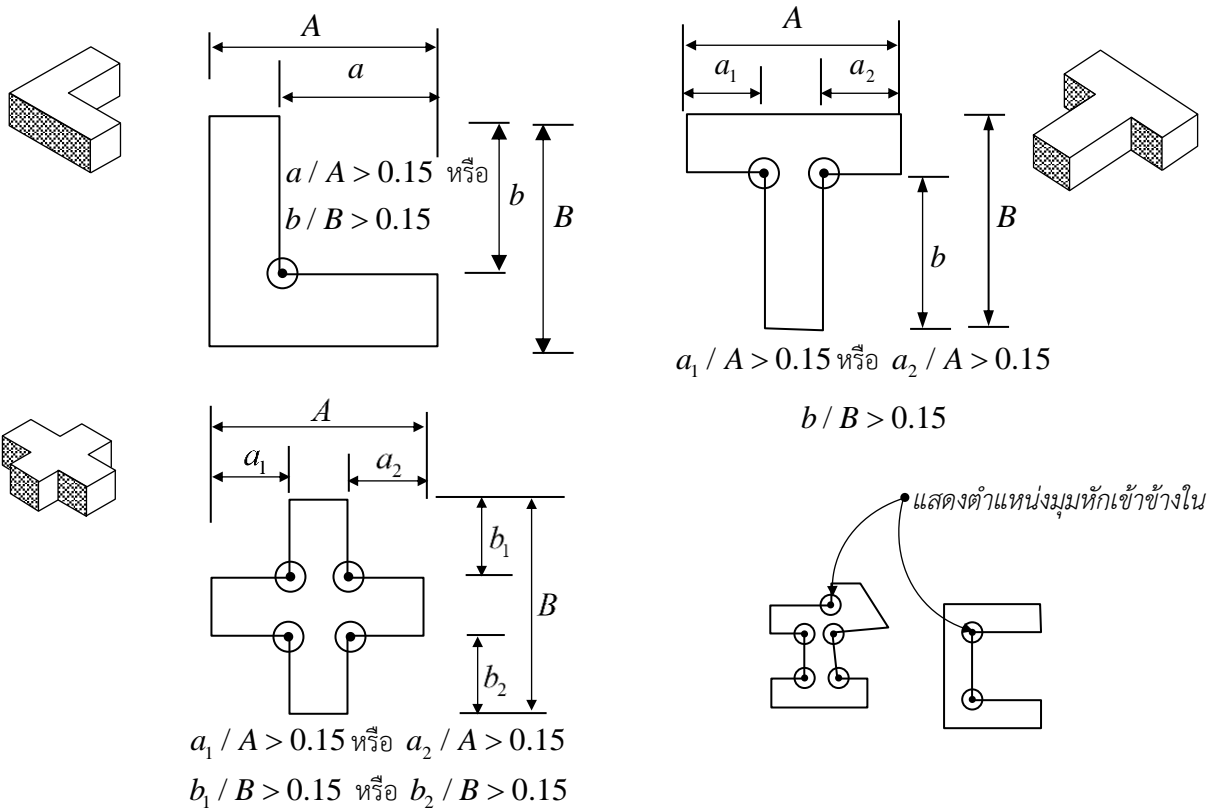 A
a
a / A > 0.15 หรือ
b / B > 0.15
b
B
A
a₁
a₂
b
B
a₁ / A > 0.15 หรือ a₂ / A > 0.15
b / B > 0.15
A
a₁
a₂
b₁
B
b₂
a₁ / A > 0.15 หรือ a₂ / A > 0.15
b₁ / B > 0.15 หรือ b₂ / B > 0.15
แสดงตำแหน่งมุมหักเข้าข้างใน